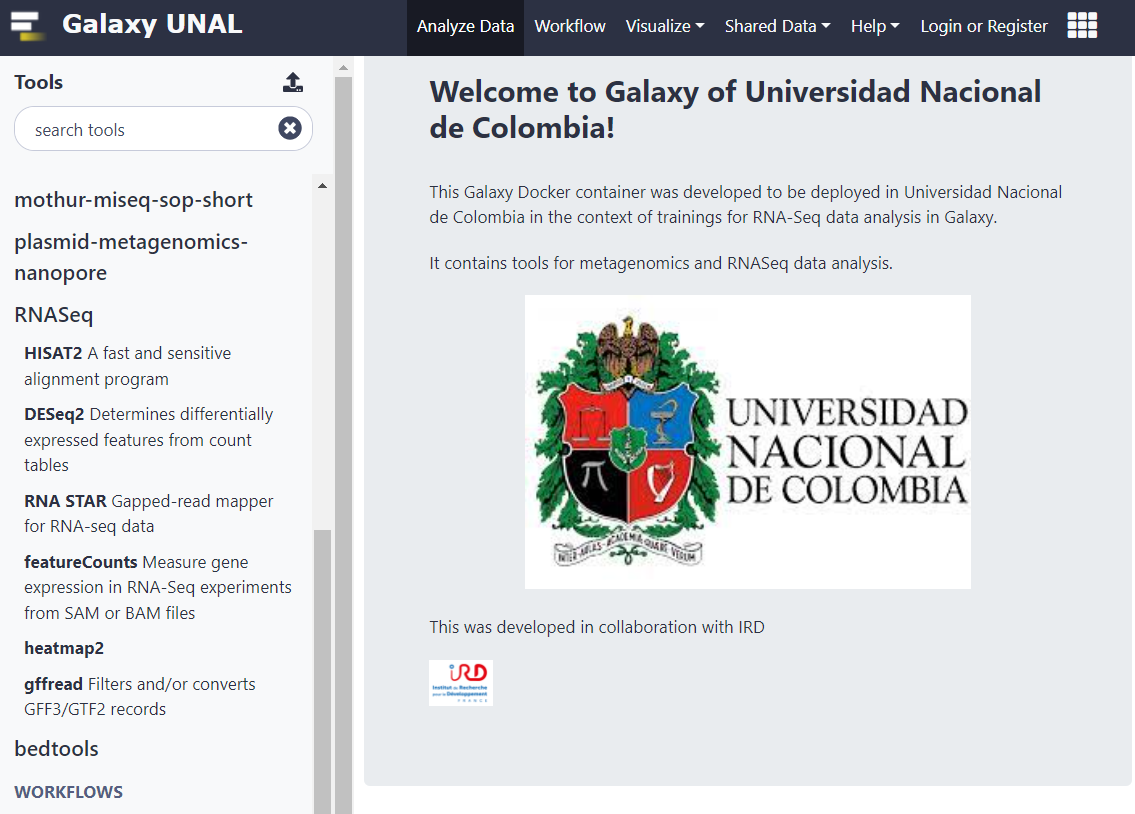 Galaxy UNAL
Analyze Data
Workflow
Visualize
Shared Data
Help
Login or Register
Tools
search tools
mothur-miseq-sop-short
plasmid-metagenomics-
nanopore
RNASeq
HISAT2 A fast and sensitive
alignment program
DESeq2 Determines differentially
expressed features from count
tables
RNA STAR Gapped-read mapper
for RNA-seq data
featureCounts Measure gene
expression in RNA-Seq experiments
from SAM or BAM files
heatmap2
gffread Filters and/or converts
GFF3/GTF2 records
bedtools
WORKFLOWS
Welcome to Galaxy of Universidad Nacional
de Colombia!
This Galaxy Docker container was developed to be deployed in Universidad Nacional
de Colombia in the context of trainings for RNA-Seq data analysis in Galaxy.
It contains tools for metagenomics and RNASeq data analysis.
INTER·AULAS·ACADEMIA·QUÆRE·VERUM
UNIVERSIDAD
NACIONAL
DE COLOMBIA
This was developed in collaboration with IRD
IRD
Institut de Recherche
pour le Développement
FRANCE